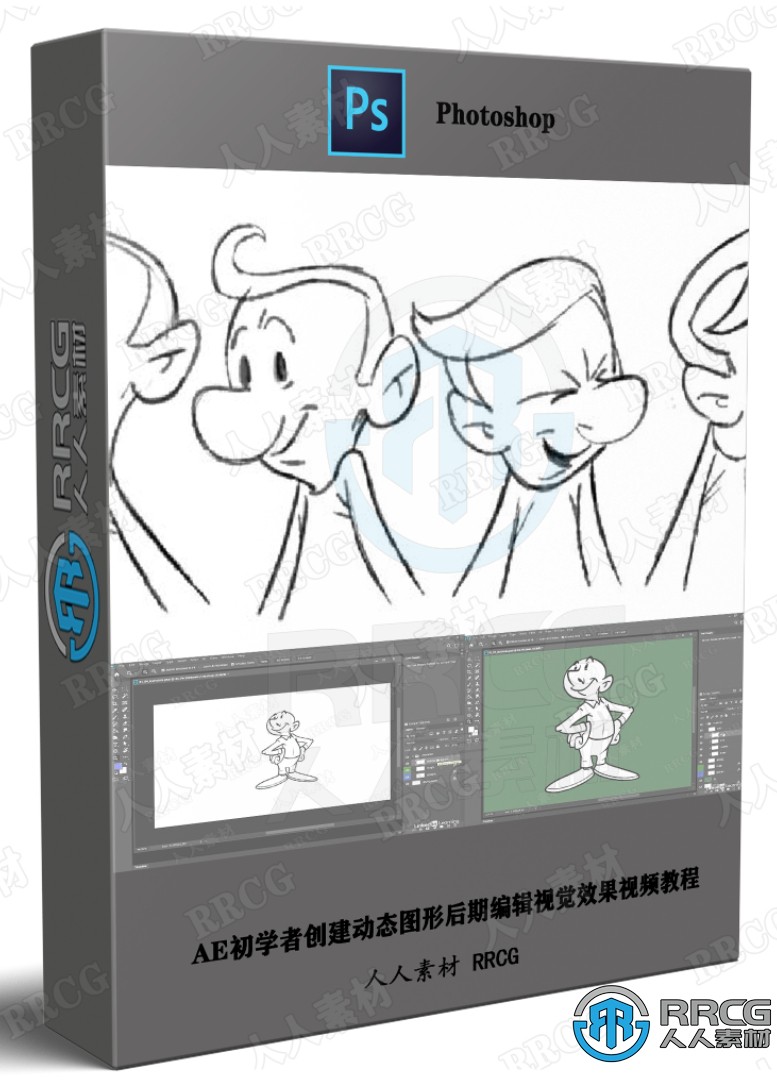 Ps
Photoshop
RRCG
人人素材
AE初学者创建动态图形后期编辑视觉效果视频教程
人人素材 RRCG
RRCG
人人素材